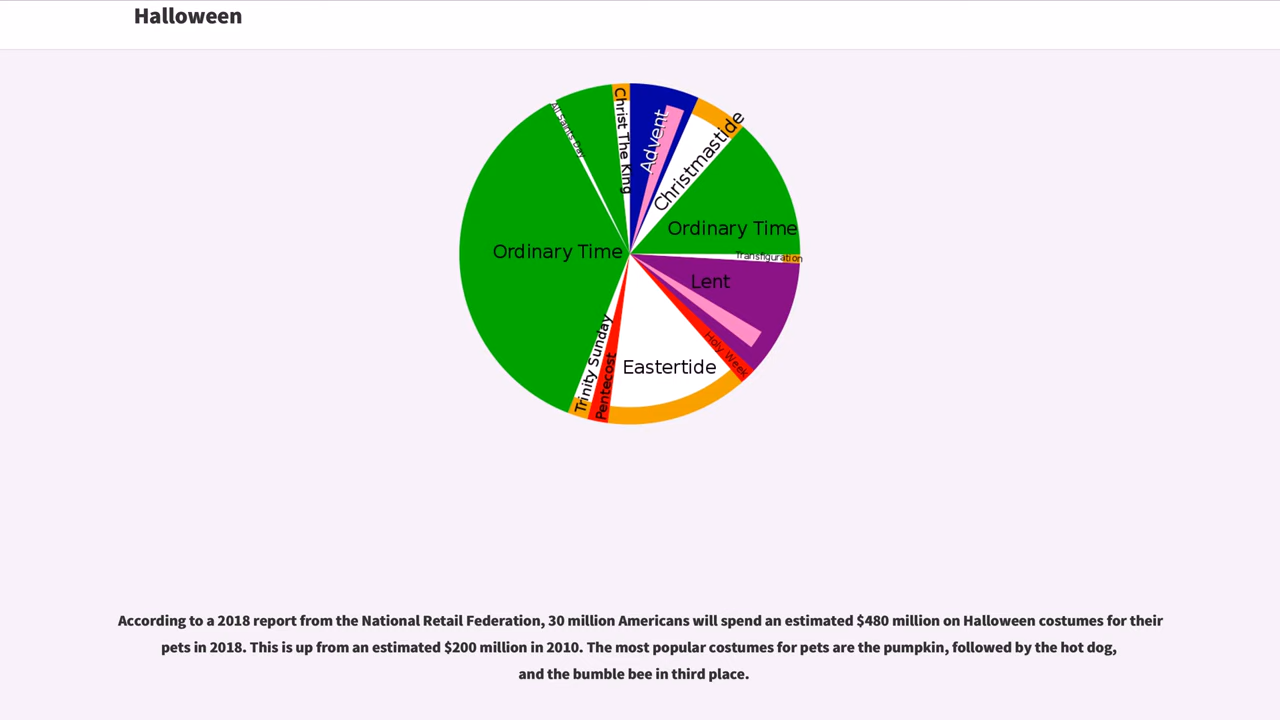 Halloween
All Saints Day
Christ The King
Advent
Christmastide
Ordinary Time
Ordinary Time
Transfiguration
Lent
Holy Week
Eastertide
Pentecost
Trinity Sunday
According to a 2018 report from the National Retail Federation, 30 million Americans will spend an estimated $480 million on Halloween costumes for their
pets in 2018. This is up from an estimated $200 million in 2010. The most popular costumes for pets are the pumpkin, followed by the hot dog,
and the bumble bee in third place.